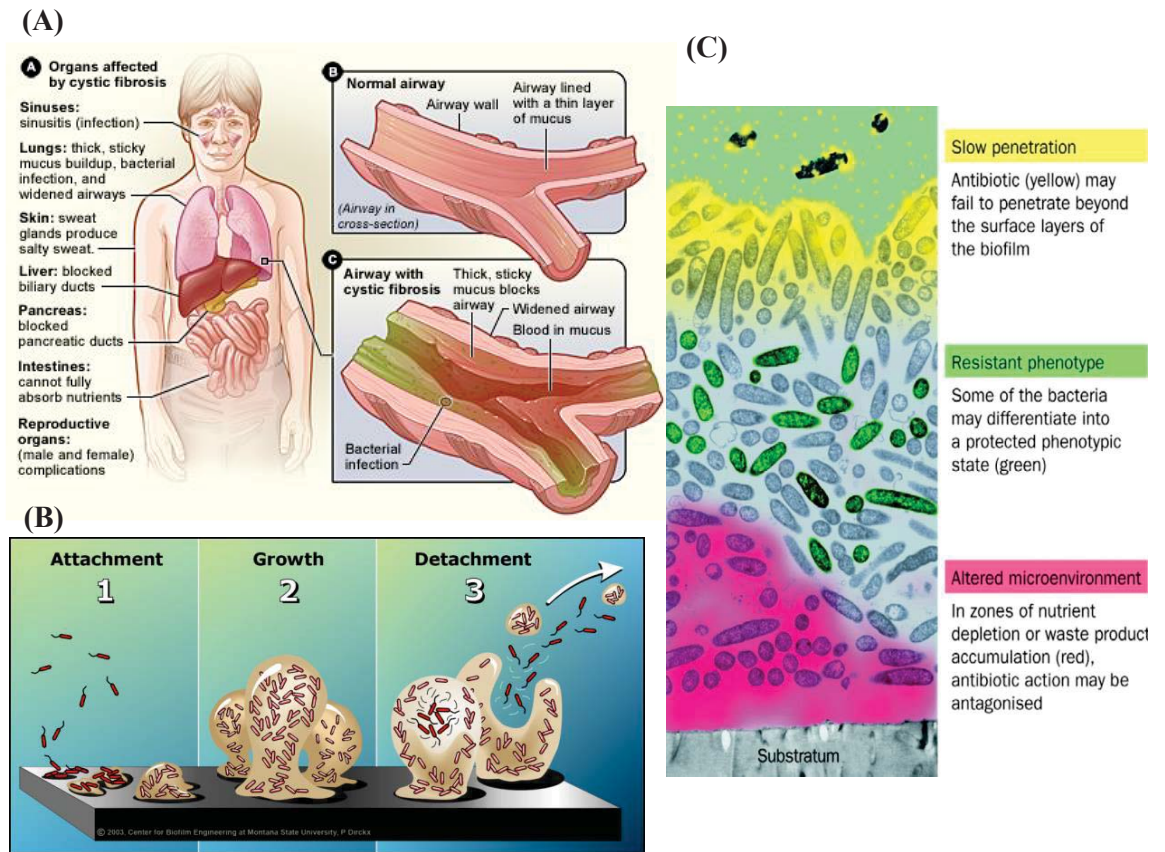 (A)
A Organs affected
by cystic fibrosis
Sinuses:
sinusitis (infection)
Lungs: thick, sticky
mucus buildup, bacterial
infection, and
widened airways
Skin: sweat
glands produce
salty sweat.
Liver: blocked
biliary ducts
Pancreas:
blocked
pancreatic ducts
Intestines:
cannot fully
absorb nutrients
Reproductive
organs:
(male and female)
complications
B
Normal airway
Airway wall
Airway lined
with a thin layer
of mucus
(Airway in
cross-section)
C
Airway with
cystic fibrosis
Thick, sticky
mucus blocks
airway
Widened airway
Blood in mucus
Bacterial
infection
(B)
Attachment
1
Growth
2
Detachment
3
© 2003, Center for Biofilm Engineering at Montana State University, P Dirckx
(C)
Slow penetration
Antibiotic (yellow) may
fail to penetrate beyond
the surface layers of
the biofilm
Resistant phenotype
Some of the bacteria
may differentiate into
a protected phenotypic
state (green)
Altered microenvironment
In zones of nutrient
depletion or waste product
accumulation (red),
antibiotic action may be
antagonised
Substratum